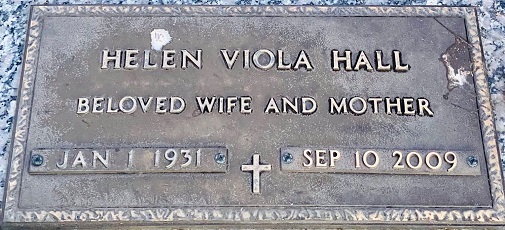 HELEN VIOLA HALL
BELOVED WIFE AND MOTHER
JAN 1 1931 SEP 10 2009